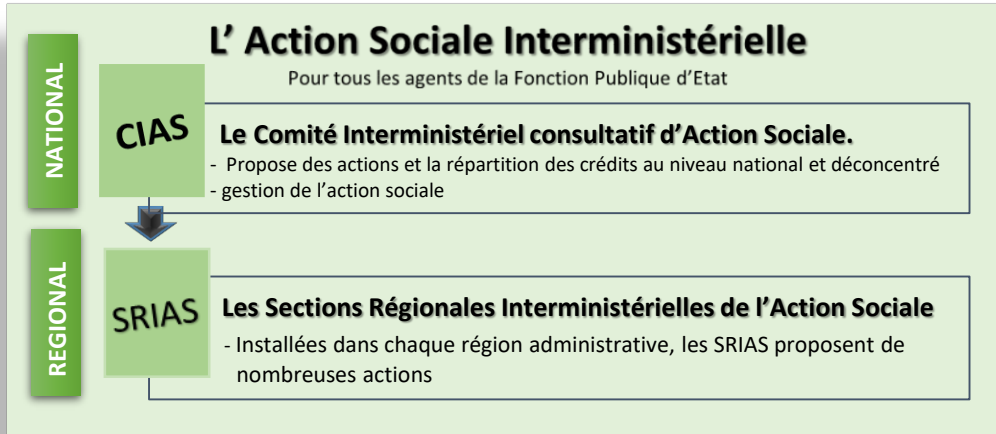 L' Action Sociale Interministérielle
Pour tous les agents de la Fonction Publique d'Etat
NATIONAL
CIAS
Le Comité Interministériel consultatif d'Action Sociale.
- Propose des actions et la répartition des crédits au niveau national et déconcentré
- gestion de l'action sociale
REGIONAL
SRIAS
Les Sections Régionales Interministérielles de l'Action Sociale
- Installées dans chaque région administrative, les SRIAS proposent de
nombreuses actions